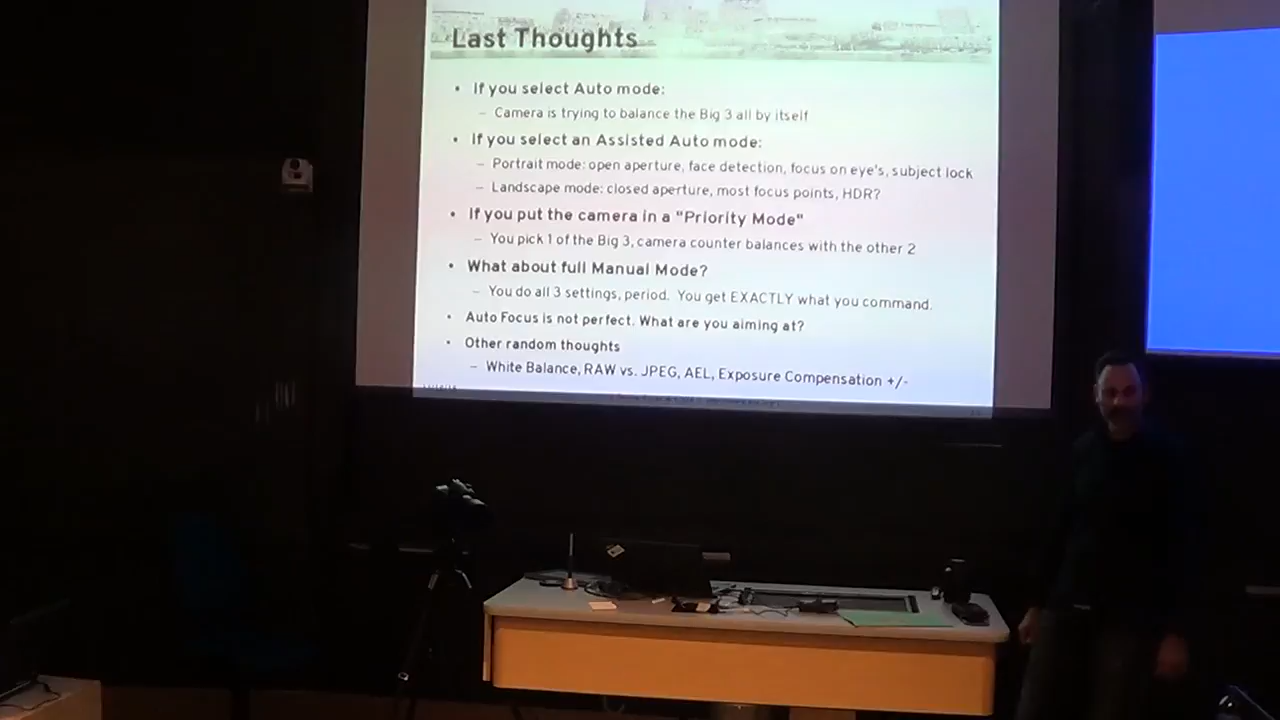 Last Thoughts
• If you select Auto mode:
– Camera is trying to balance the Big 3 all by itself
• If you select an Assisted Auto mode:
– Portrait mode: open aperture, face detection, focus on eye's, subject lock
– Landscape mode: closed aperture, most focus points, HDR?
• If you put the camera in a "Priority Mode"
– You pick 1 of the Big 3, camera counter balances with the other 2
• What about full Manual Mode?
– You do all 3 settings, period. You get EXACTLY what you command.
• Auto Focus is not perfect. What are you aiming at?
• Other random thoughts
– White Balance, RAW vs. JPEG, AEL, Exposure Compensation +/-